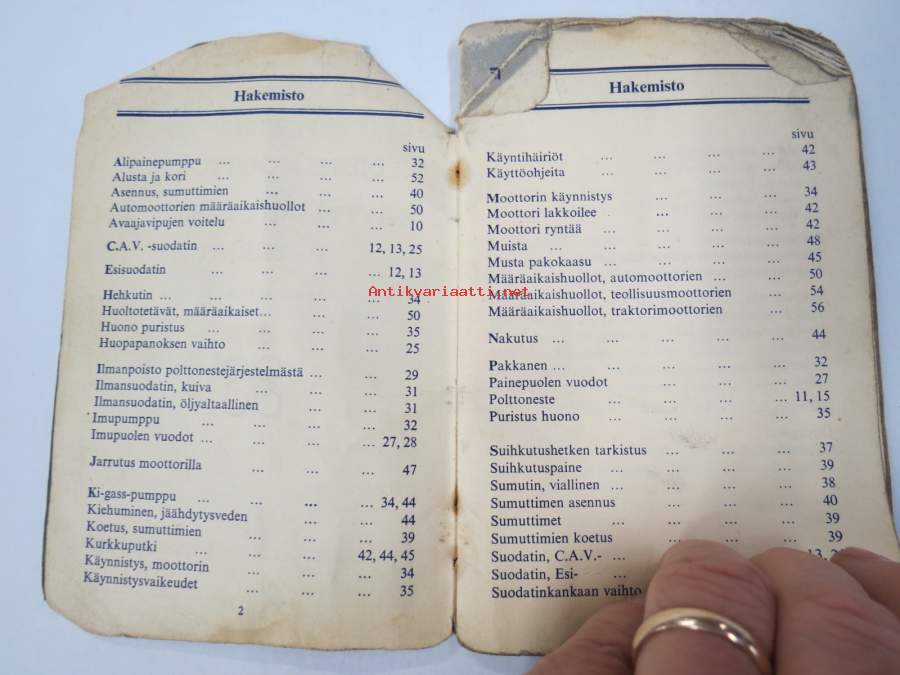 Hakemisto
sivu
Alipainepumppu ... ... ... ... 32
Alusta ja kori ... ... ... ... 52
Asennus, sumuttimien ... ... ... 40
Automoottorien määräaikaishuollot ... ... 50
Avaajavipujen voitelu ... ... ... 10
C.A.V. -suodatin ... ... ... 12, 13, 25
Esisuodatin ... ... ... ... 12, 13
Hehkutin ... ... ... ... 34
Huoltotetävät, määräaikaiset... ... ... 50
Huono puristus ... ... ... 35
Huopapanoksen vaihto ... ... ... 25
Ilmanpoisto polttonestejärjestelmästä ... ... 29
Ilmansuodatin, kuiva ... ... ... 31
Ilmansuodatin, öljyaltaallinen ... ... 31
Imupumppu ... ... ... ... 32
Imupuolen vuodot ... ... ... ... 27, 28
Jarrutus moottorilla ... ... ... 47
Ki-gass-pumppu ... ... ... ... 34, 44
Kiehuminen, jäähdytysveden ... ... 44
Koetus, sumuttimien ... ... ... 39
Kurkkuputki ... ... ... 42, 44, 45
Käynnistys, moottorin ... ... ... 34
Käynnistysvaikeudet ... ... ... 35
2
Hakemisto
sivu
Käyntihäiriöt ... ... ... ... 42
Käyttöohjeita ... ... ... ... 43
Moottorin käynnistys ... ... ... 34
Moottori lakkoilee ... ... ... 42
Moottori ryntää ... ... ... ... 42
Muista ... ... ... ... ... 48
Musta pakokaasu ... ... ... ... 45
Määräaikaishuollot, automoottorien ... ... 50
Määräaikaishuollot, teollisuusmoottorien ... 54
Määräaikaishuollot, traktorimoottorien ... 56
Nakutus ... ... ... ... ... 44
Pakkanen ... ... ... ... 32
Painepuolen vuodot ... ... ... 27
Polttoneste ... ... ... ... 11, 15
Puristus huono ... ... ... ... 35
Suihkutushetken tarkistus ... ... ... 37
Suihkutuspaine ... ... ... ... 39
Sumutin, viallinen ... ... ... ... 38
Sumuttimen asennus ... ... ... 40
Sumuttimet ... ... ... ... 39
Sumuttimien koetus ... ... ... 39
Suodatin, C.A.V.- ... 13,
Suodatin, Esi- ...
Suodatinkankaan vaihto
Antikvariaatti.net